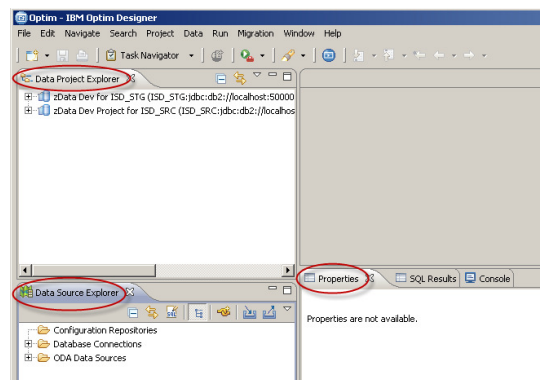 Optim - IBM Optim Designer
File Edit Navigate Search Project Data Run Migration Window Help
Task Navigator
Data Project Explorer
zData Dev for ISD_STG (ISD_STG:jdbc:db2://localhost:50000
zData Dev Project for ISD_SRC (ISD_SRC:jdbc:db2://localhos
Properties
SQL Results
Console
Properties are not available.
Data Source Explorer
Configuration Repositories
Database Connections
ODA Data Sources